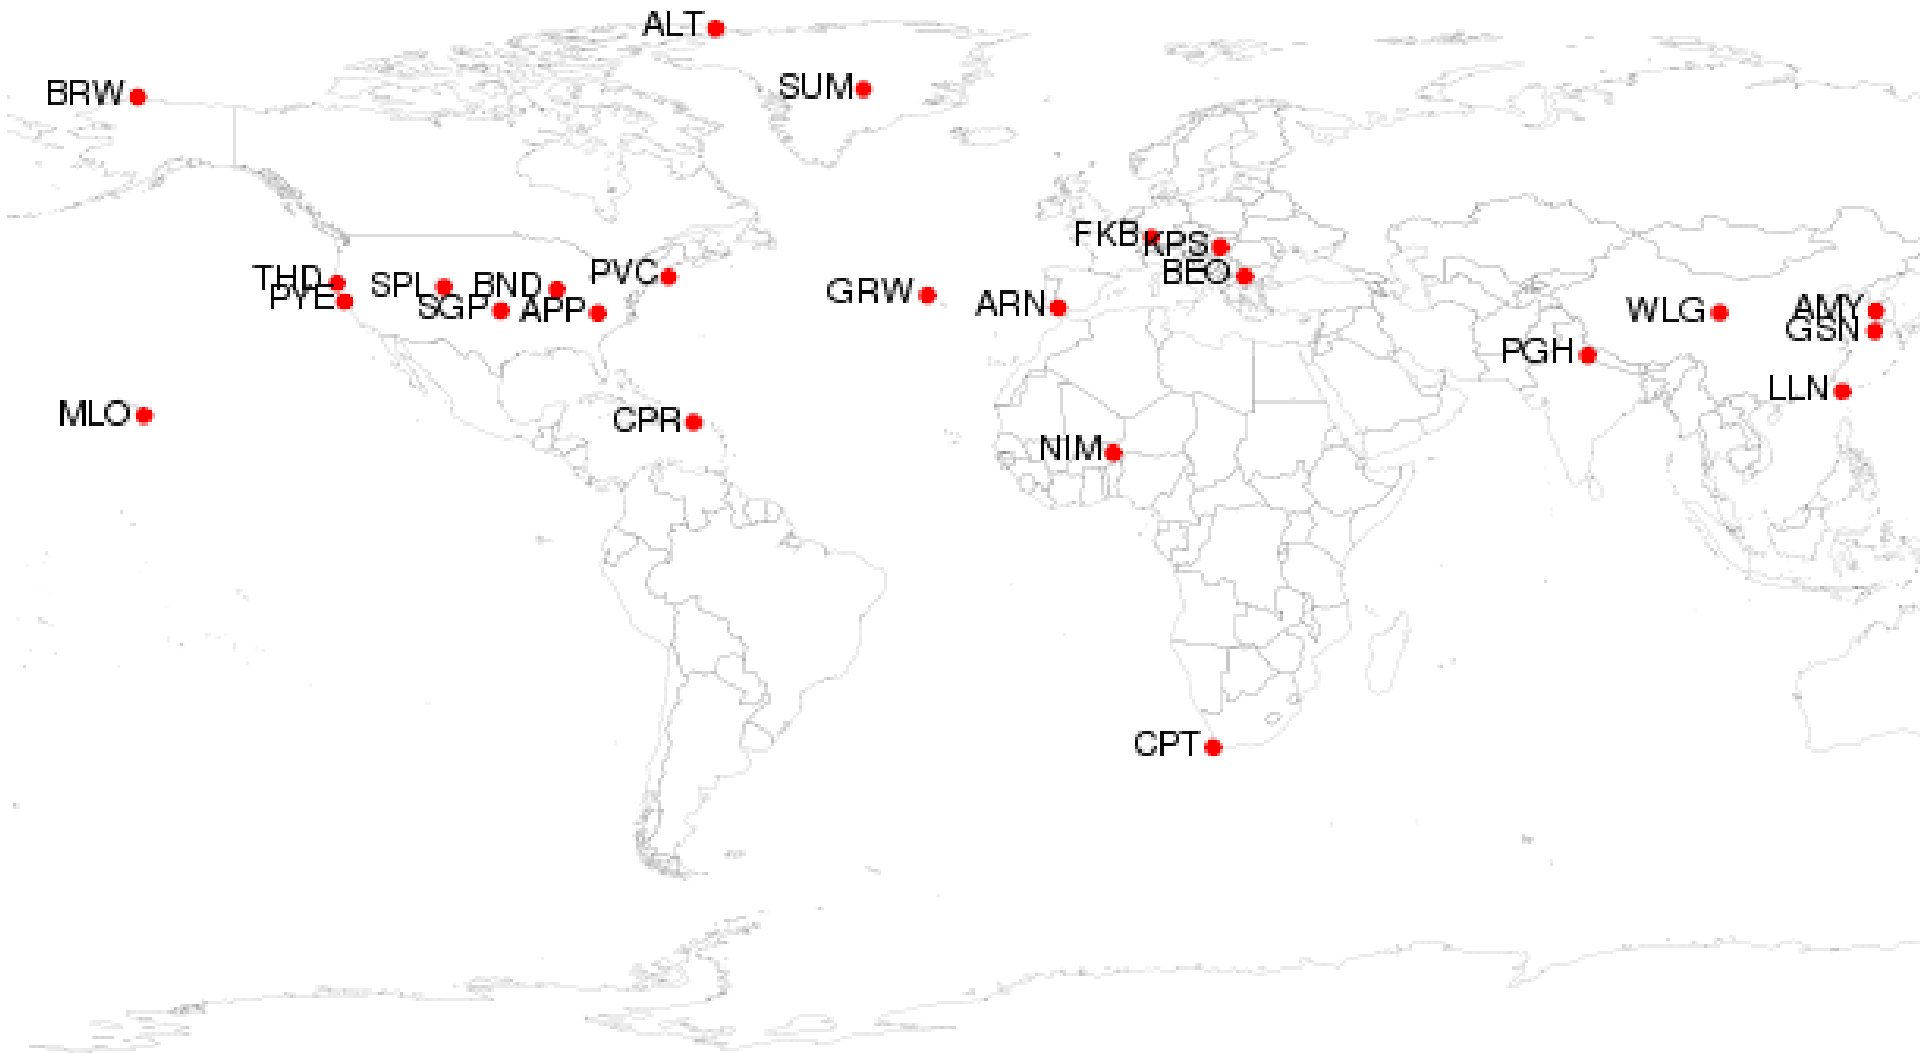 ALT
SUM
BRW
FKB
KPS
BEO
THD
PYE
SPL
BND
SGP
APP
PVC
GRW
ARN
WLG
AMY
GSN
PGH
LLN
MLO
CPR
NIM
CPT